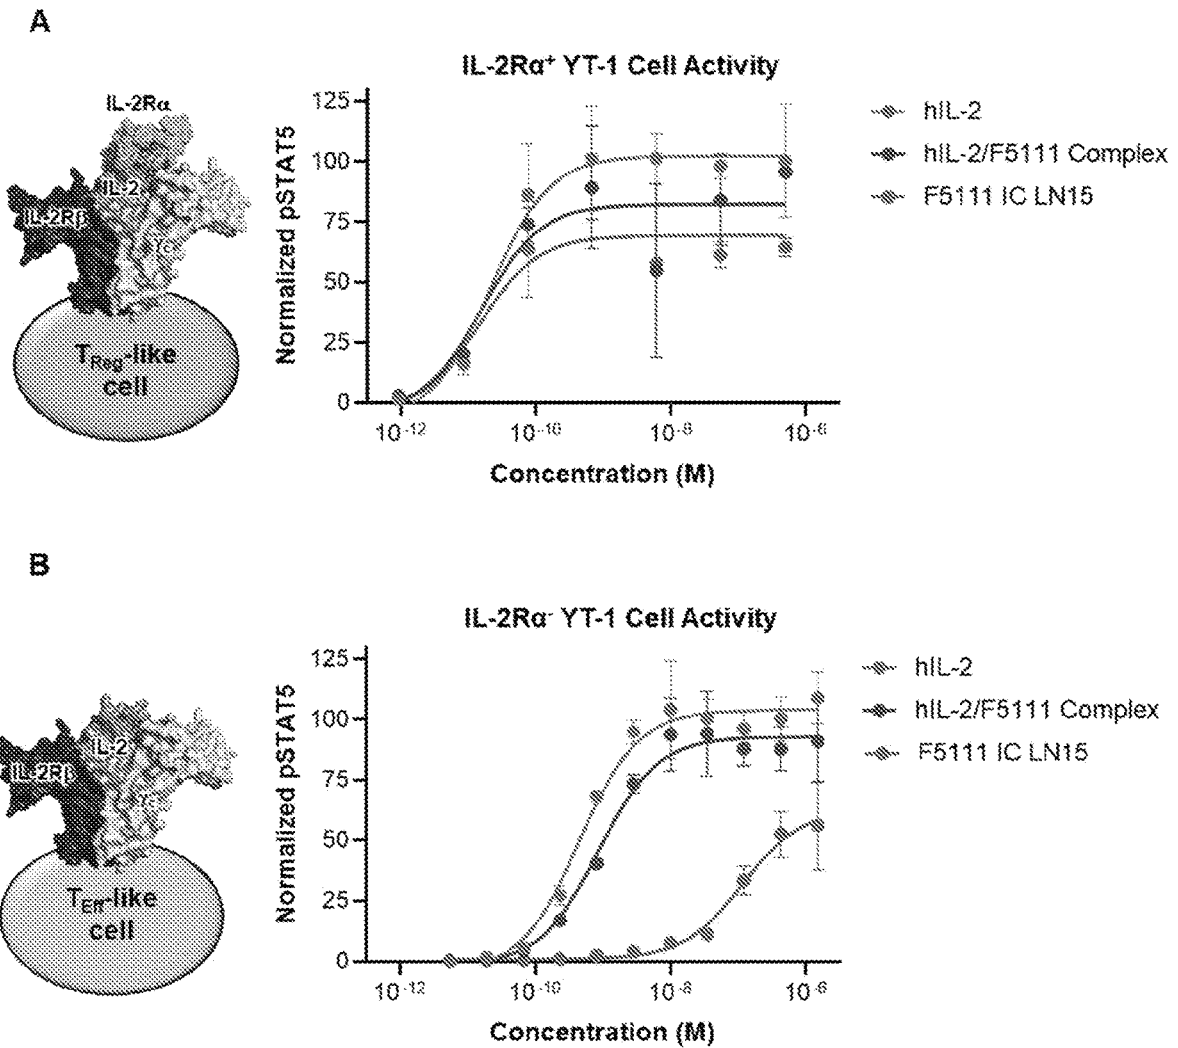 A
IL-2Rα⁺ YT-1 Cell Activity
IL-2Rα
IL-2
IL-2Rβ
γc
TReg-like
cell
Normalized pSTAT5
125
100
75
50
25
0
10⁻¹²
10⁻¹⁰
10⁻⁸
10⁻⁶
Concentration (M)
hIL-2
hIL-2/F5111 Complex
F5111 IC LN15
B
IL-2Rα⁻ YT-1 Cell Activity
IL-2
IL-2Rβ
γc
TEff-like
cell
Normalized pSTAT5
125
100
75
50
25
0
10⁻¹²
10⁻¹⁰
10⁻⁸
10⁻⁶
Concentration (M)
hIL-2
hIL-2/F5111 Complex
F5111 IC LN15